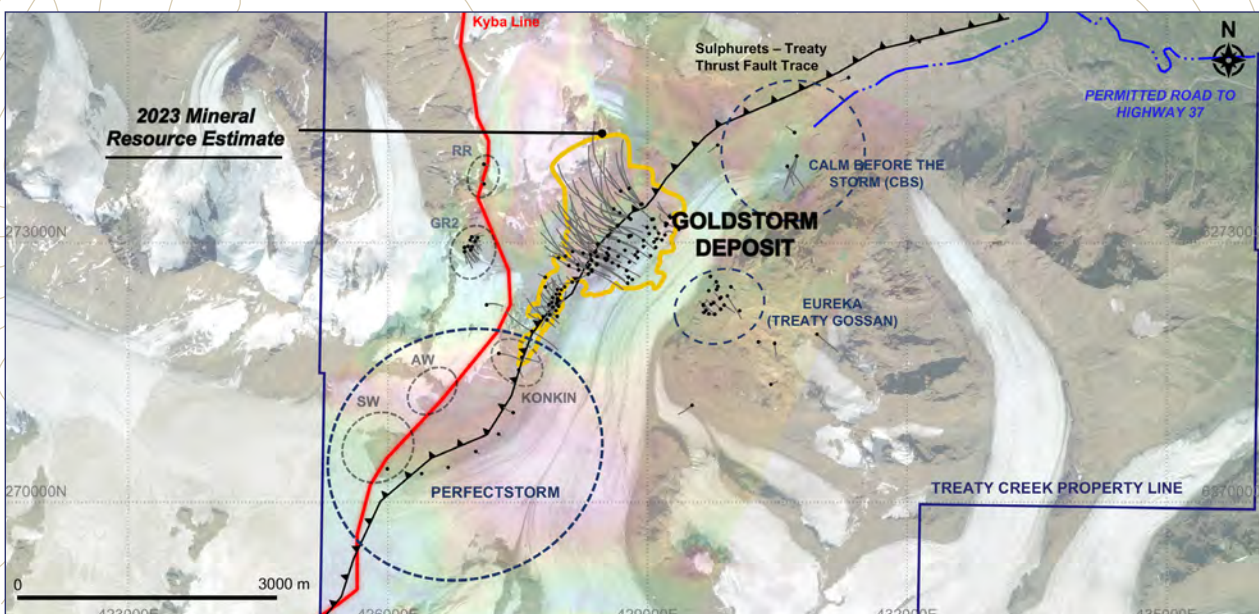 Kyba Line
Sulphurets – Treaty
Thrust Fault Trace
N
PERMITTED ROAD TO
HIGHWAY 37
2023 Mineral
Resource Estimate
RR
CALM BEFORE THE
STORM (CBS)
GR2
GOLDSTORM
DEPOSIT
273000N
EUREKA
(TREATY GOSSAN)
AW
SW
KONKIN
PERFECTSTORM
TREATY CREEK PROPERTY LINE
270000N
0
3000 m